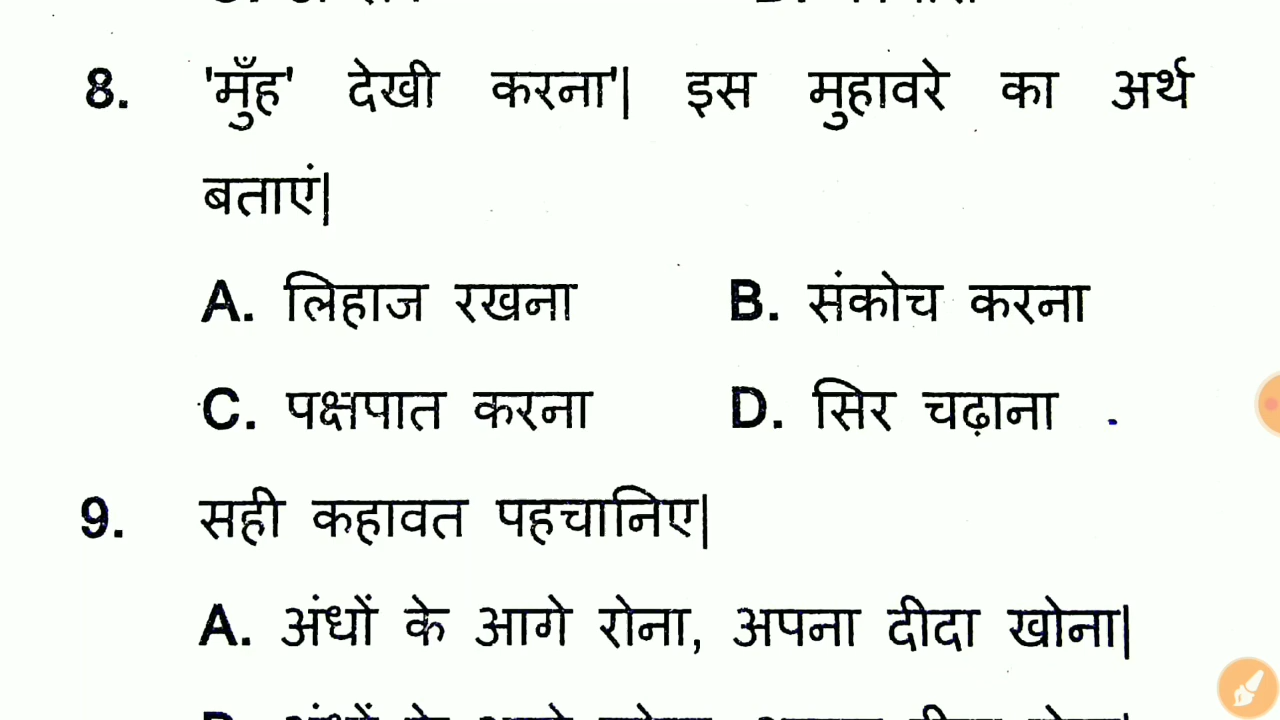 8. 'मुँह' देखी करना'| इस मुहावरे का अर्थ
बताएं|
A. लिहाज रखना B. संकोच करना
C. पक्षपात करना D. सिर चढ़ाना
9. सही कहावत पहचानिए|
A. अंधों के आगे रोना, अपना दीदा खोना|